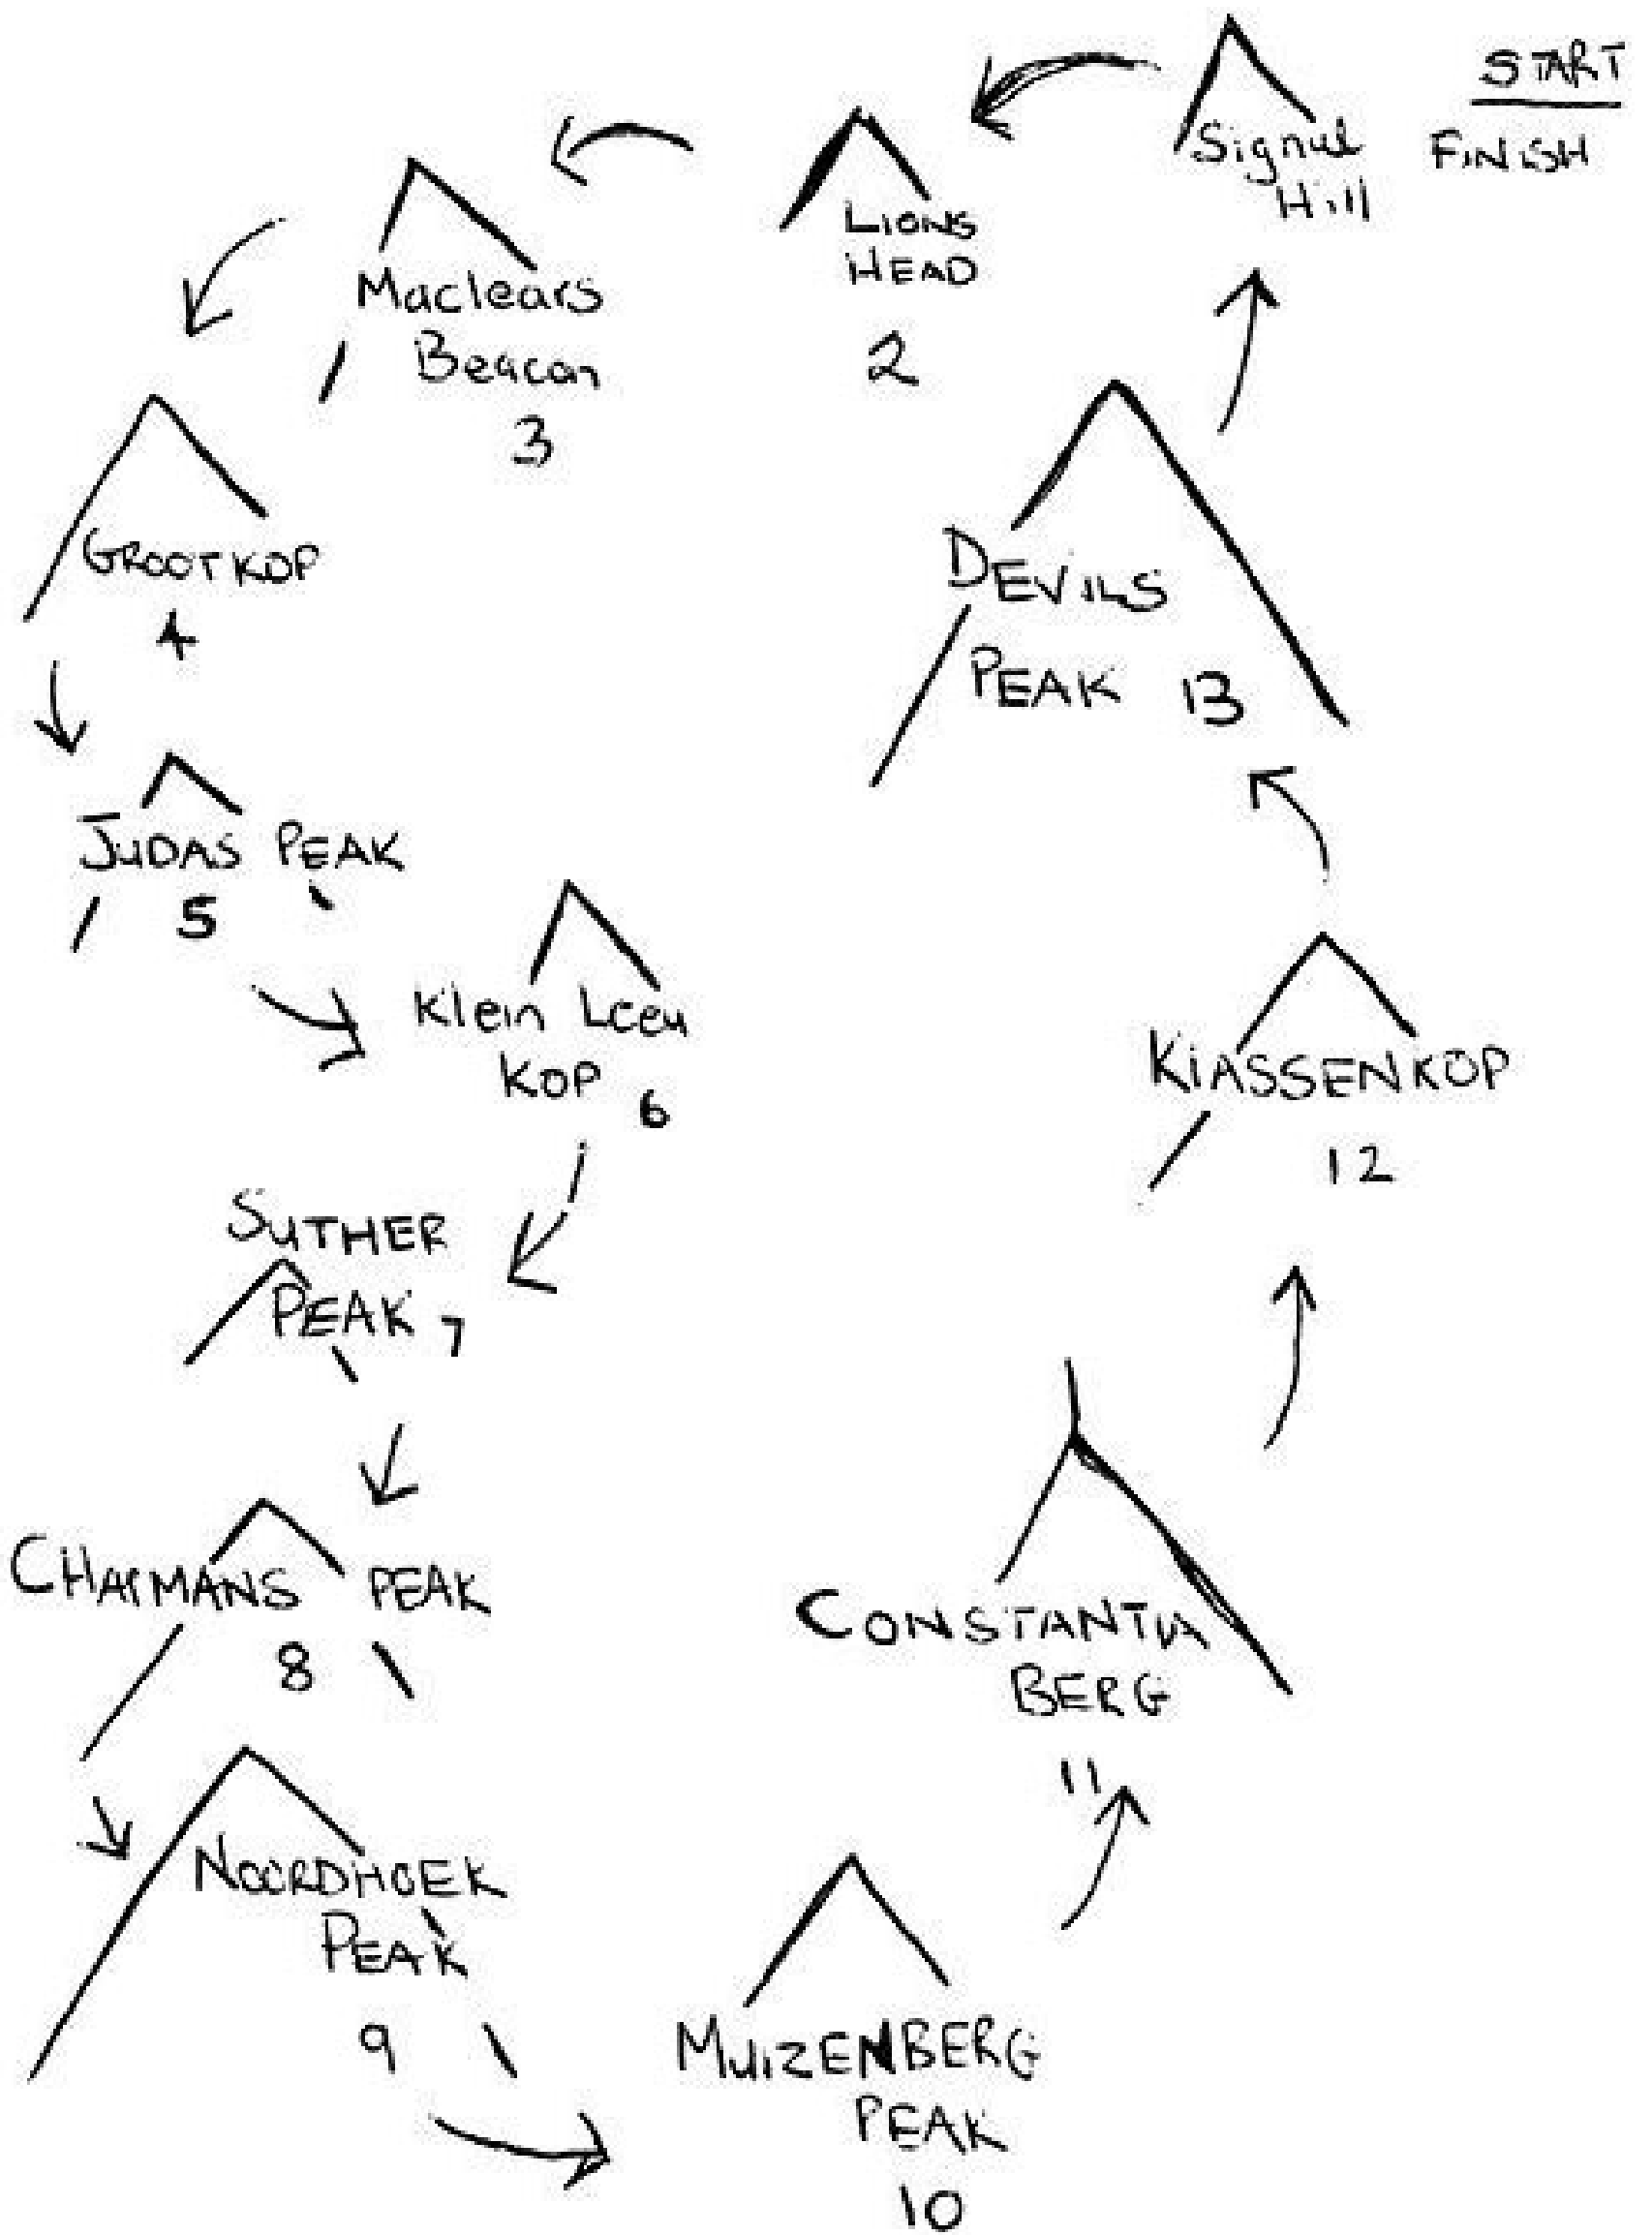 START
FINISH
Signal
Hill
LIONS
HEAD
2
Maclears
Beacon
3
GROOTKOP
4
JUDAS PEAK
5
Klein Leeu
KOP 6
SUTHER
PEAK 7
CHAPMANS PEAK
8
NOORDHOEK
PEAK
9
MUIZENBERG
PEAK
10
CONSTANTIA
BERG
11
KLASSENKOP
12
DEVILS
PEAK 13